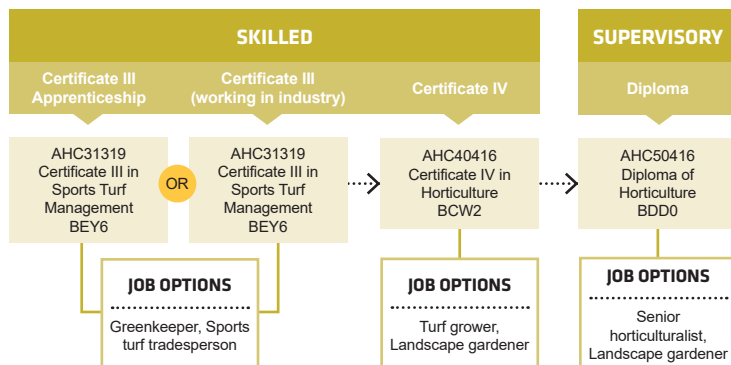 SKILLED
SUPERVISORY
Certificate III
Apprenticeship
Certificate III
(working in industry)
Certificate IV
Diploma
AHC31319
Certificate III in
Sports Turf
Management
BEY6
OR
AHC31319
Certificate III in
Sports Turf
Management
BEY6
AHC40416
Certificate IV in
Horticulture
BCW2
AHC50416
Diploma of
Horticulture
BDD0
JOB OPTIONS
Greenkeeper, Sports
turf tradesperson
JOB OPTIONS
Turf grower,
Landscape gardener
JOB OPTIONS
Senior
horticulturalist,
Landscape gardener